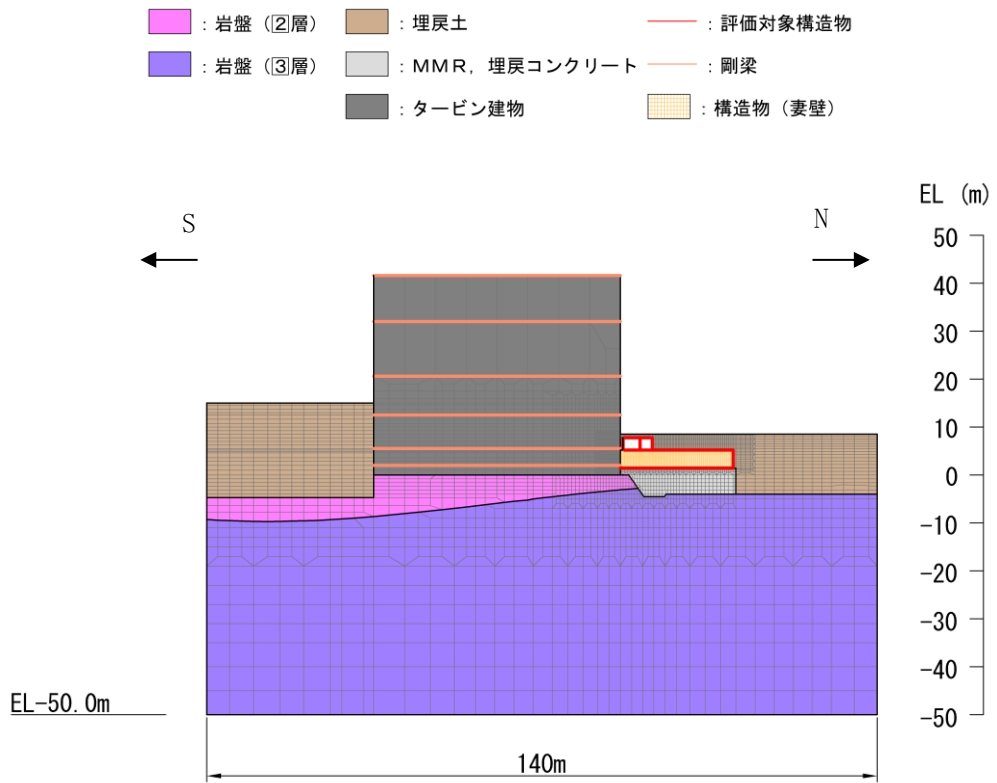 ：岩盤（2層）
：埋戻土
：評価対象構造物
：岩盤（3層）
：ＭＭＲ，埋戻コンクリート
：剛梁
：タービン建物
：構造物（妻壁）
EL (m)
S
N
50
40
30
20
10
0
-10
-20
-30
-40
-50
EL-50.0m
140m